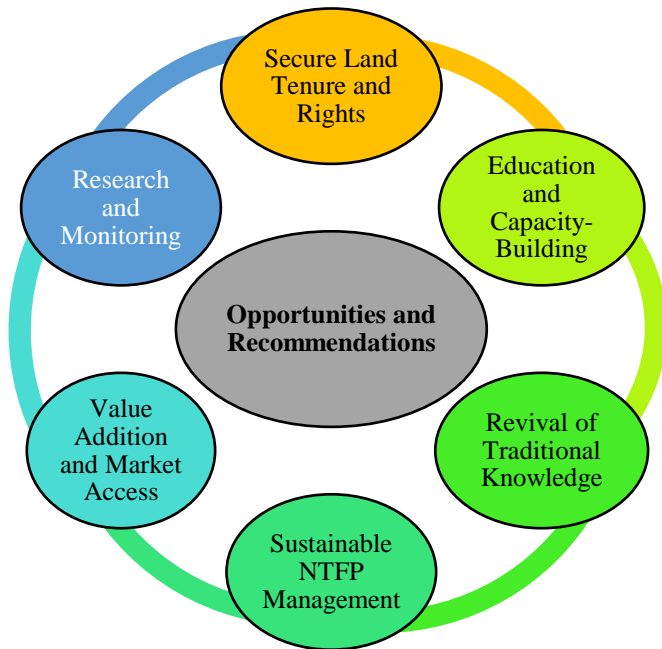 Secure Land
Tenure and
Rights
Education
and
Capacity-
Building
Revival of
Traditional
Knowledge
Sustainable
NTFP
Management
Value
Addition
and Market
Access
Research
and
Monitoring
Opportunities and
Recommendations